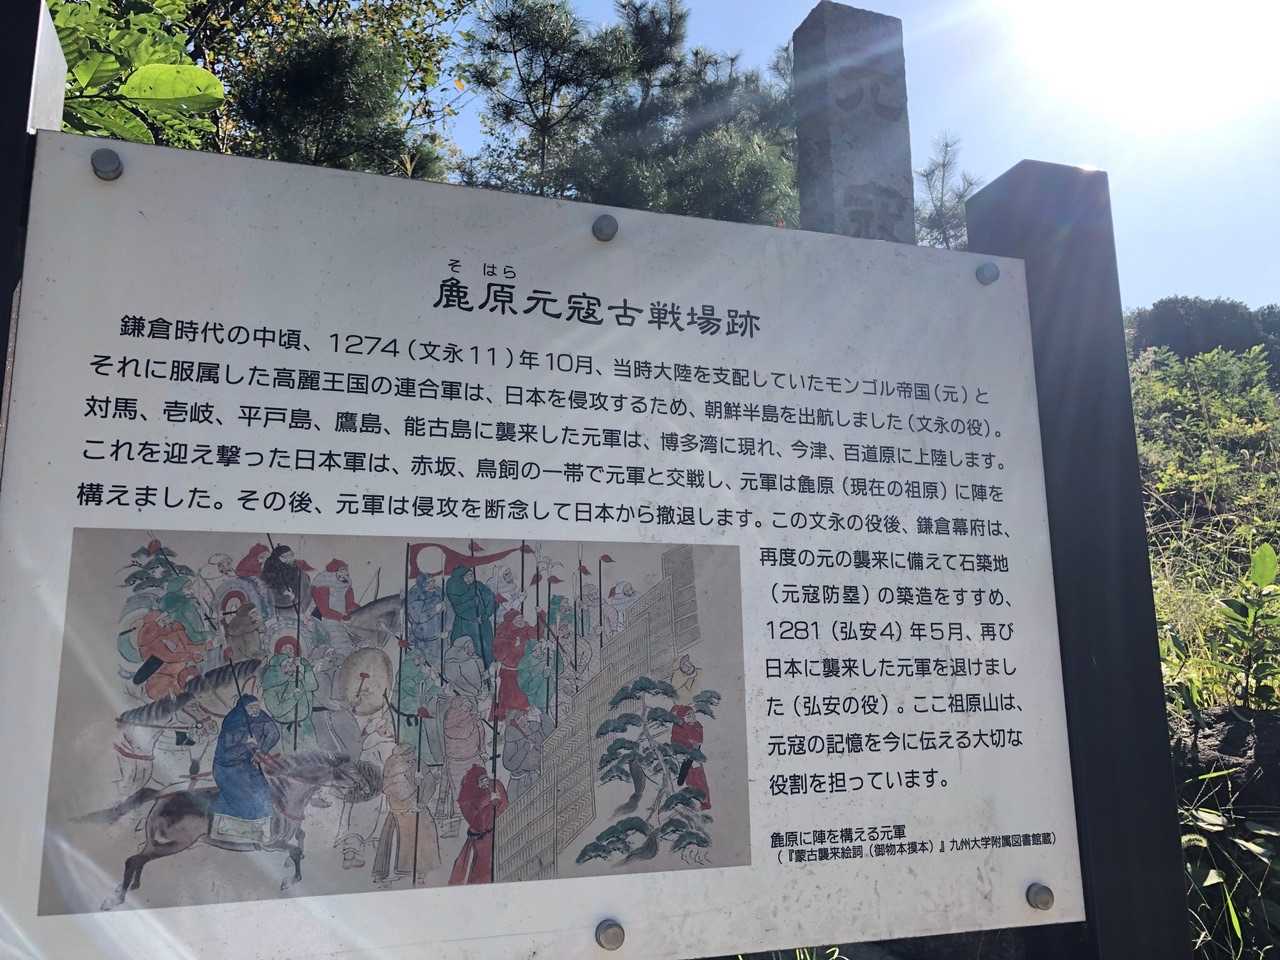 元寇
そ はら
麁原元寇古戦場跡
鎌倉時代の中頃、1274(文永11)年10月、当時大陸を支配していたモンゴル帝国(元)と
それに服属した高麗王国の連合軍は、日本を侵攻するため、朝鮮半島を出航しました(文永の役)。
対馬、壱岐、平戸島、鷹島、能古島に襲来した元軍は、博多湾に現れ、今津、百道原に上陸します。
これを迎え撃った日本軍は、赤坂、鳥飼の一帯で元軍と交戦し、元軍は麁原(現在の祖原)に陣を
構えました。その後、元軍は侵攻を断念して日本から撤退します。この文永の役後、鎌倉幕府は、
再度の元の襲来に備えて石築地
(元寇防塁)の築造をすすめ、
1281(弘安4)年5月、再び
日本に襲来した元軍を退けまし
た(弘安の役)。ここ祖原山は、
元寇の記憶を今に伝える大切な
役割を担っています。
麁原に陣を構える元軍
(『蒙古襲来絵詞(御物本摸本)』九州大学附属図書館蔵)